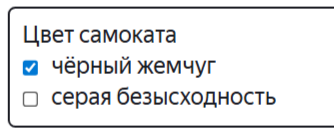 Цвет самоката
чёрный жемчуг
серая безысходность